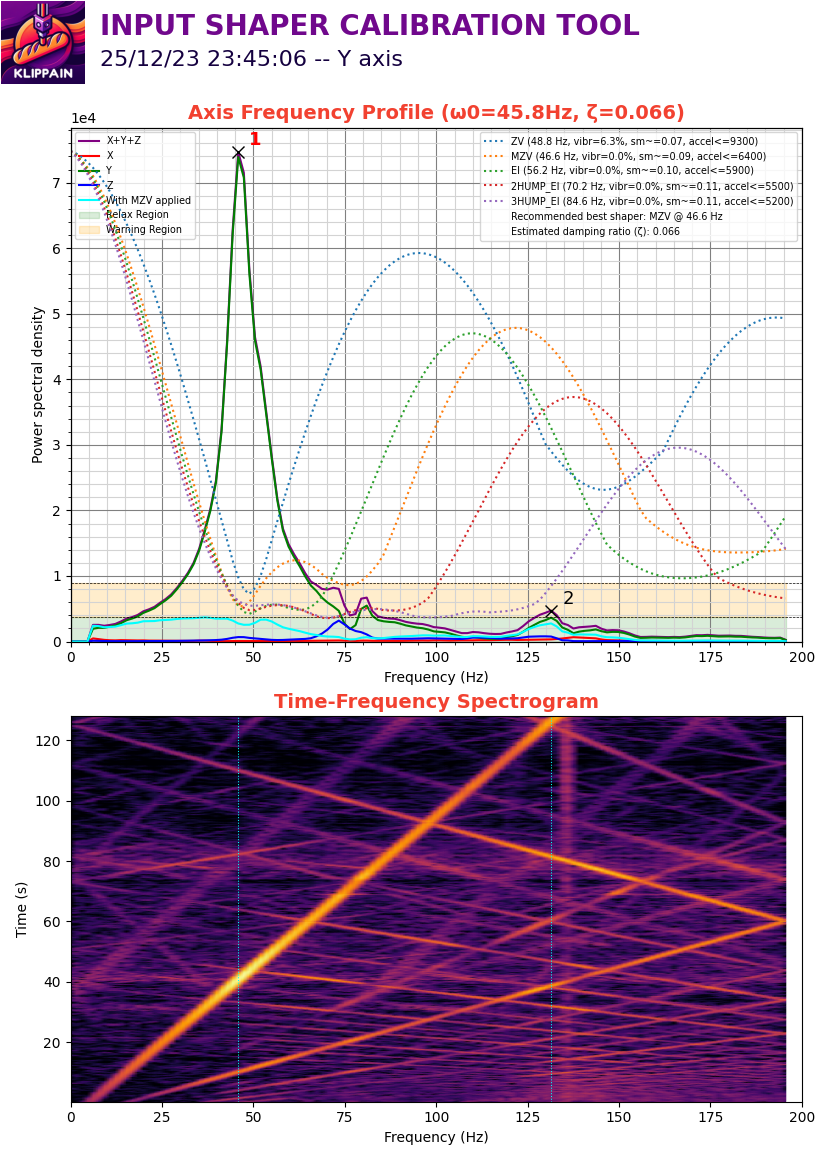 INPUT SHAPER CALIBRATION TOOL
25/12/23 23:45:06 -- Y axis
KLIPPAIN
Axis Frequency Profile (ω0=45.8Hz, ζ=0.066)
1e4
1
X+Y+Z
X
Y
Z
With MZV applied
Relax Region
Warning Region
ZV (48.8 Hz, vibr=6.3%, sm~=0.07, accel<=9300)
MZV (46.6 Hz, vibr=0.0%, sm~=0.09, accel<=6400)
EI (56.2 Hz, vibr=0.0%, sm~=0.10, accel<=5900)
2HUMP_EI (70.2 Hz, vibr=0.0%, sm~=0.11, accel<=5500)
3HUMP_EI (84.6 Hz, vibr=0.0%, sm~=0.11, accel<=5200)
Recommended best shaper: MZV @ 46.6 Hz
Estimated damping ratio (ζ): 0.066
7
6
5
4
3
2
1
0
Power spectral density
2
0 25 50 75 100 125 150 175 200
Frequency (Hz)
Time-Frequency Spectrogram
120
100
80
60
40
20
Time (s)
0 25 50 75 100 125 150 175 200
Frequency (Hz)